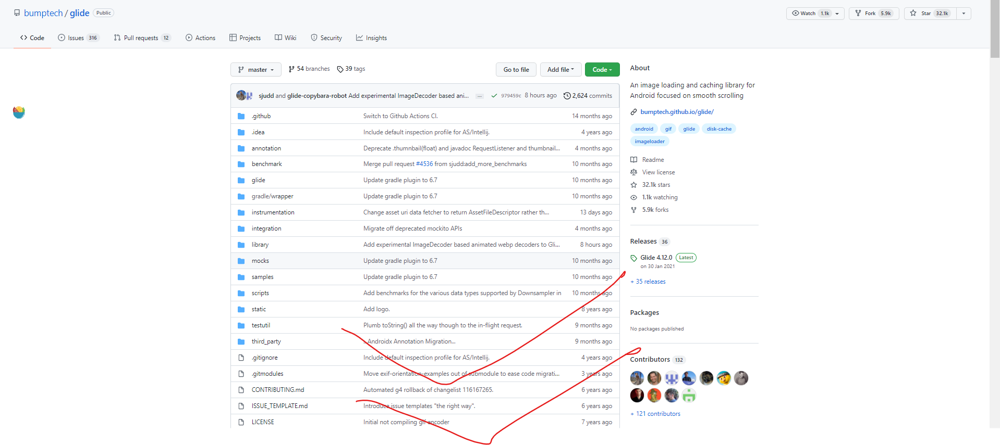 bumptech / glide Public
Watch 1.1k Fork 5.9k Star 32.1k
Code Issues 316 Pull requests 12 Actions Projects Wiki Security Insights
master 54 branches 39 tags Go to file Add file Code
sjudd and glide-copybara-robot Add experimental ImageDecoder based ani... ... 979459c 8 hours ago 2,624 commits
.github Switch to Github Actions CI. 14 months ago
.idea Include default inspection profile for AS/Intellij. 4 years ago
annotation Deprecate .thumnbail(float) and javadoc RequestListener and thumbnail... 4 months ago
benchmark Merge pull request #4536 from sjudd:add_more_benchmarks 10 months ago
glide Update gradle plugin to 6.7 10 months ago
gradle/wrapper Update gradle plugin to 6.7 10 months ago
instrumentation Change asset uri data fetcher to return AssetFileDescriptor rather th... 13 days ago
integration Migrate off deprecated mockito APIs 4 months ago
library Add experimental ImageDecoder based animated webp decoders to Gli... 8 hours ago
mocks Update gradle plugin to 6.7 10 months ago
samples Update gradle plugin to 6.7 10 months ago
scripts Add benchmarks for the various data types supported by Downsampler in 10 months ago
static Add logo. 8 years ago
testutil Plumb toString() all the way though to the in-flight request. 9 months ago
third_party ..Androidx Annotation Migration... 9 months ago
.gitignore Include default inspection profile for AS/Intellij. 4 years ago
.gitmodules Move exif-orientation-examples out of submodule to ease code migrati... 3 years ago
CONTRIBUTING.md Automated g4 rollback of changelist 116167265. 6 years ago
ISSUE_TEMPLATE.md Introduce issue templates "the right way". 6 years ago
LICENSE Initial not compiling gif encoder 7 years ago
About
An image loading and caching library for
Android focused on smooth scrolling
bumptech.github.io/glide/
android gif glide disk-cache
imageloader
Readme
View license
32.1k stars
1.1k watching
5.9k forks
Releases 36
Glide 4.12.0 Latest
on 30 Jan 2021
+ 35 releases
Packages
No packages published
Contributors 132
+ 121 contributors